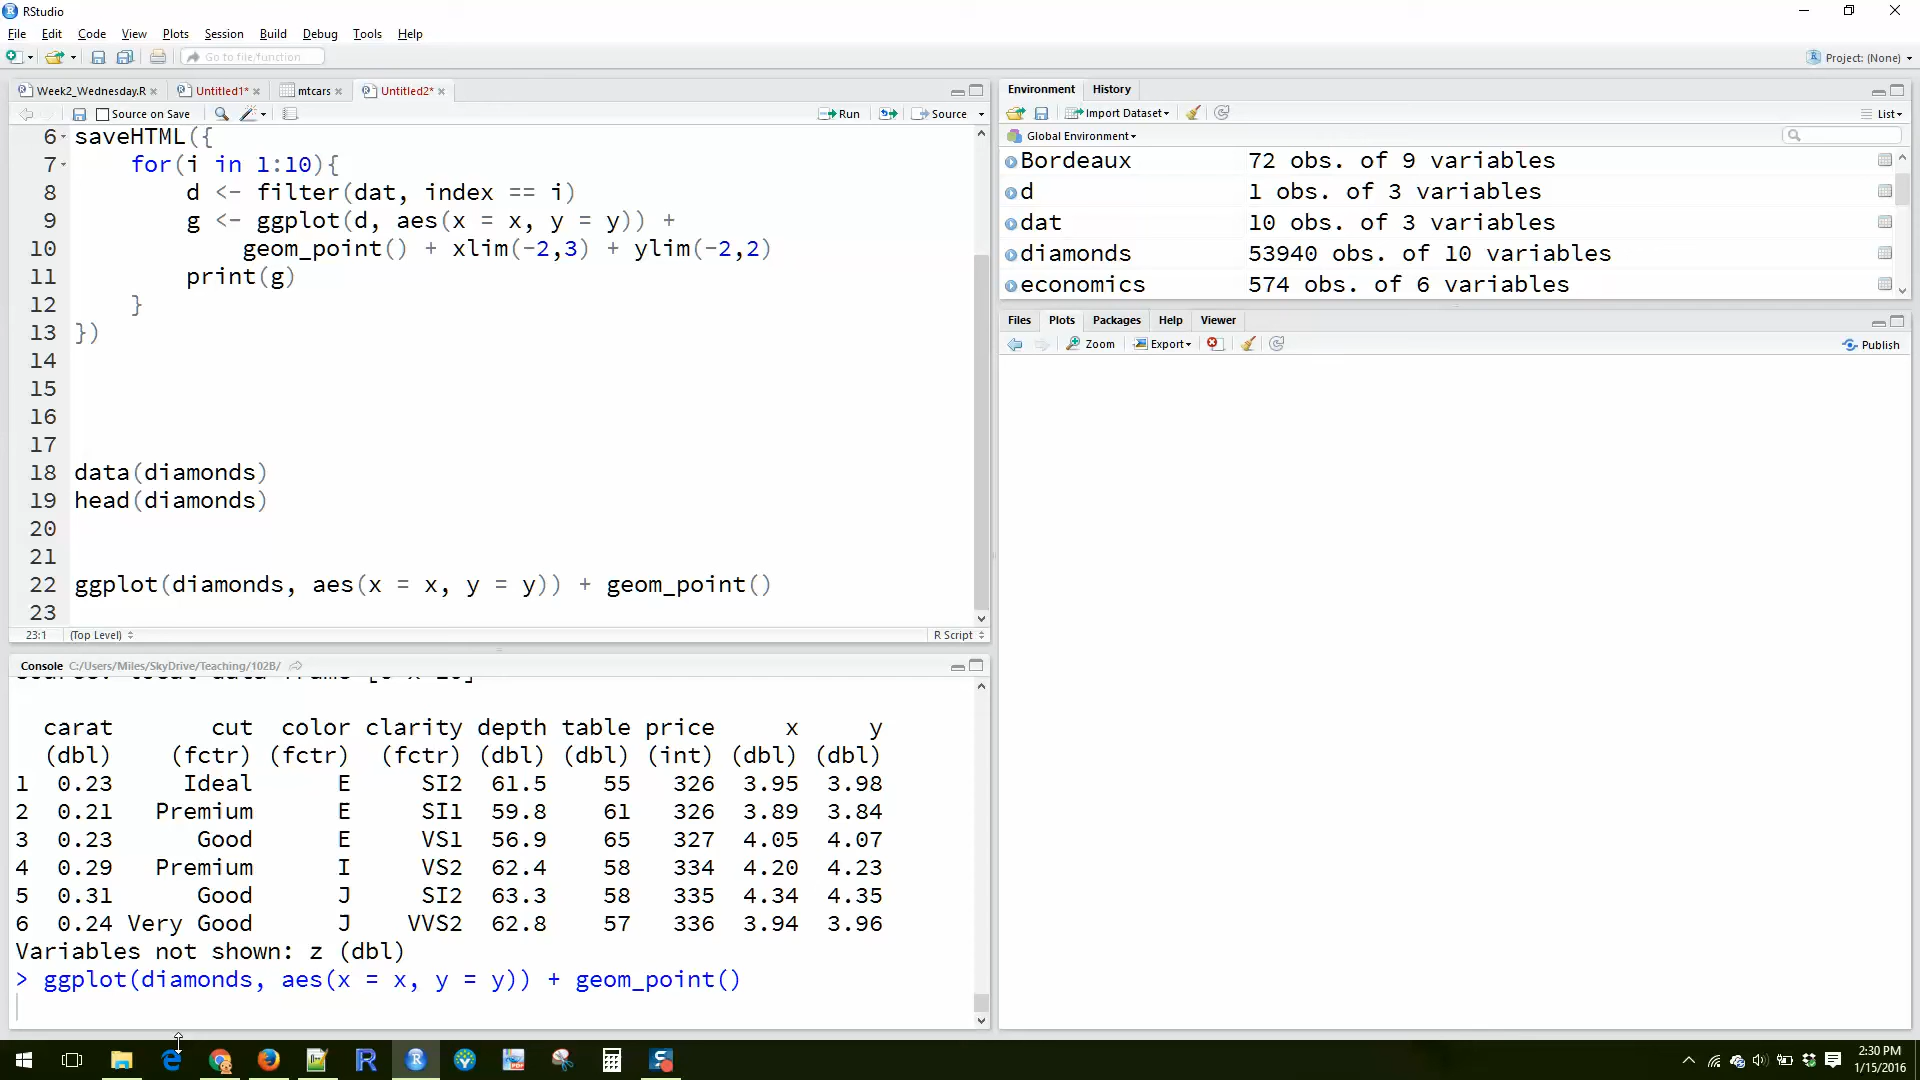 RStudio
File Edit Code View Plots Session Build Debug Tools Help
Go to file/function
Project: (None)
Week2_Wednesday.R
Untitled1*
mtcars
Untitled2*
Source on Save
Run
Source
6 saveHTML({
7 for(i in 1:10){
8 d <- filter(dat, index == i)
9 g <- ggplot(d, aes(x = x, y = y)) +
10 geom_point() + xlim(-2,3) + ylim(-2,2)
11 print(g)
12 }
13 })
14
15
16
17
18 data(diamonds)
19 head(diamonds)
20
21
22 ggplot(diamonds, aes(x = x, y = y)) + geom_point()
23
23:1 (Top Level) R Script
Console C:/Users/Miles/SkyDrive/Teaching/102B/
carat cut color clarity depth table price x y
(dbl) (fctr) (fctr) (fctr) (dbl) (dbl) (int) (dbl) (dbl)
1 0.23 Ideal E SI2 61.5 55 326 3.95 3.98
2 0.21 Premium E SI1 59.8 61 326 3.89 3.84
3 0.23 Good E VS1 56.9 65 327 4.05 4.07
4 0.29 Premium I VS2 62.4 58 334 4.20 4.23
5 0.31 Good J SI2 63.3 58 335 4.34 4.35
6 0.24 Very Good J VVS2 62.8 57 336 3.94 3.96
Variables not shown: z (dbl)
> ggplot(diamonds, aes(x = x, y = y)) + geom_point()
Environment History
Import Dataset
List
Global Environment
Bordeaux 72 obs. of 9 variables
d 1 obs. of 3 variables
dat 10 obs. of 3 variables
diamonds 53940 obs. of 10 variables
economics 574 obs. of 6 variables
Files Plots Packages Help Viewer
Zoom Export Publish
2:30 PM
1/15/2016